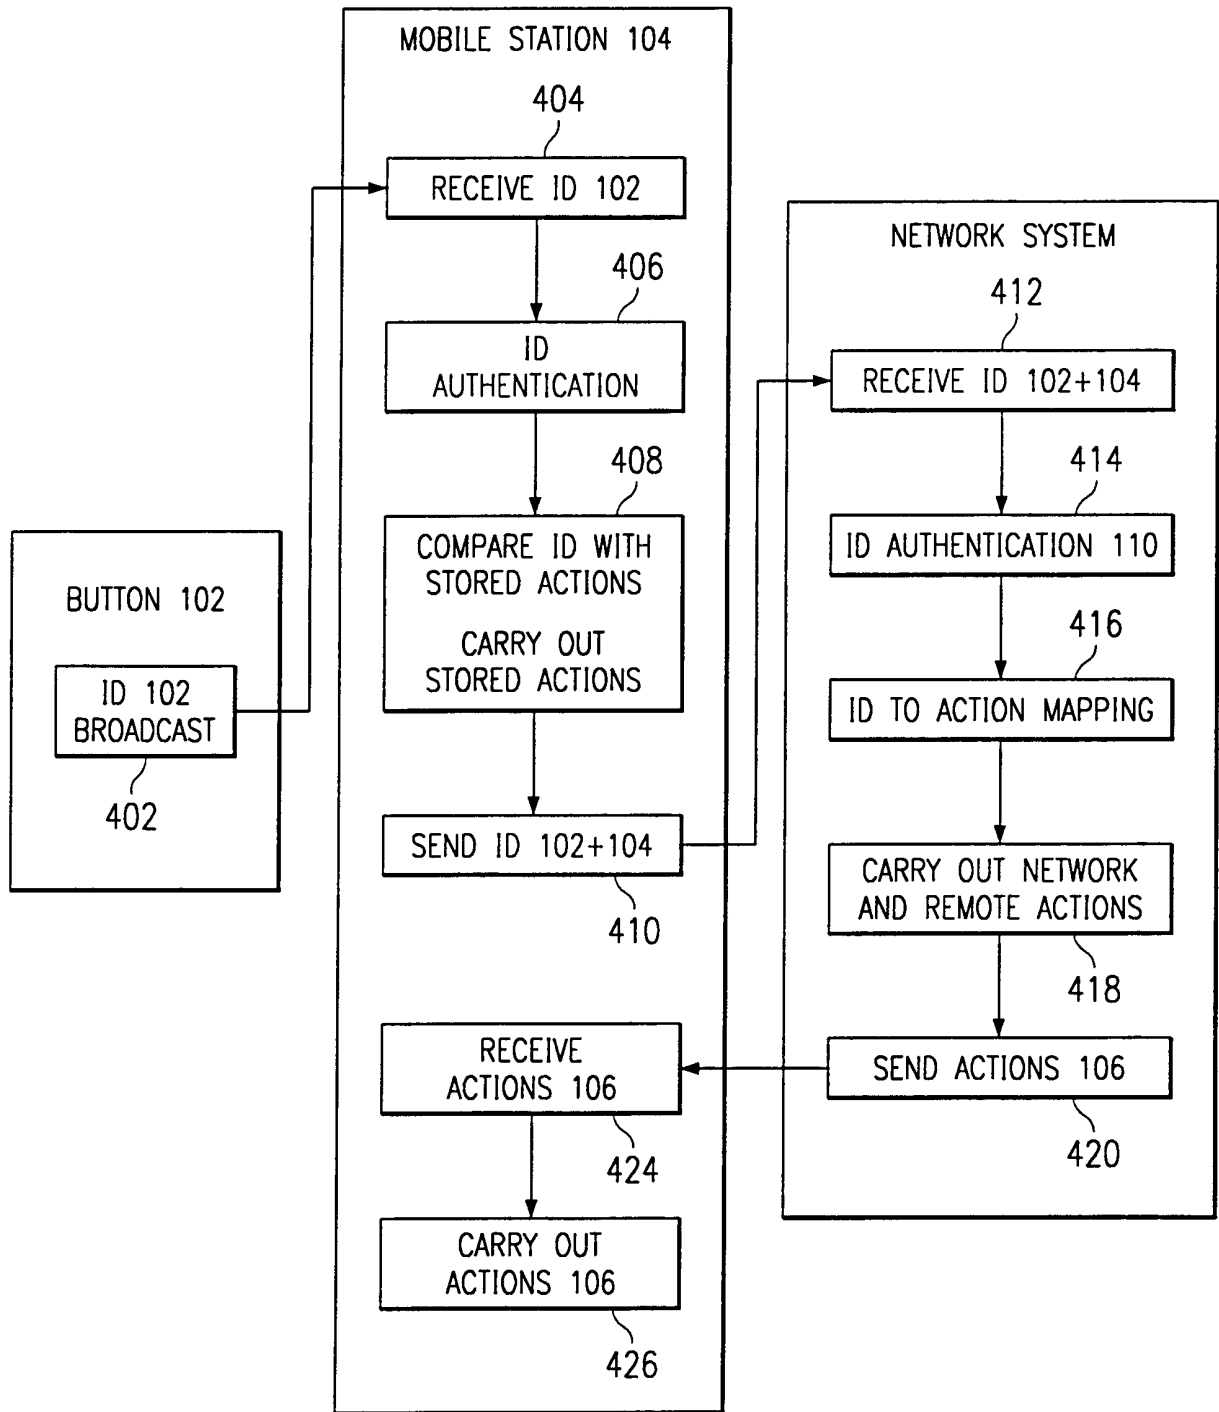 MOBILE STATION 104
404
RECEIVE ID 102
406
ID
AUTHENTICATION
408
COMPARE ID WITH
STORED ACTIONS
CARRY OUT
STORED ACTIONS
BUTTON 102
ID 102
BROADCAST
402
SEND ID 102+104
410
RECEIVE
ACTIONS 106
424
CARRY OUT
ACTIONS 106
426
NETWORK SYSTEM
412
RECEIVE ID 102+104
414
ID AUTHENTICATION 110
416
ID TO ACTION MAPPING
CARRY OUT NETWORK
AND REMOTE ACTIONS
418
SEND ACTIONS 106
420